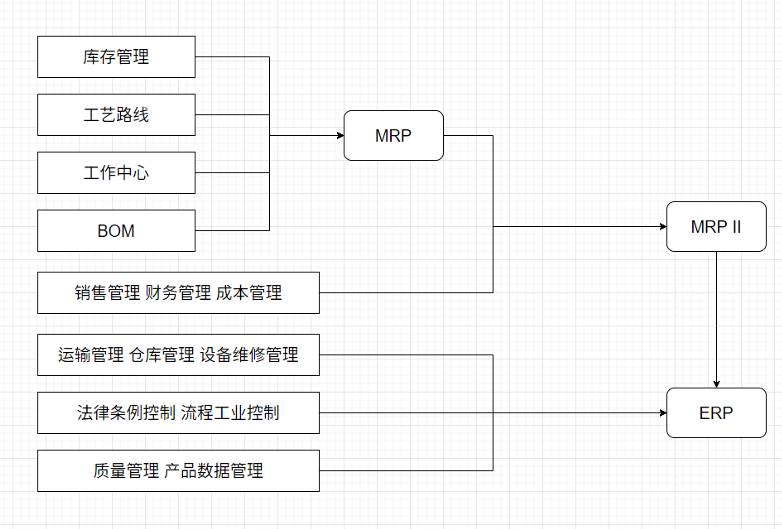 库存管理
工艺路线
MRP
工作中心
BOM
MRP II
销售管理 财务管理 成本管理
运输管理 仓库管理 设备维修管理
法律条例控制 流程工业控制
ERP
质量管理 产品数据管理